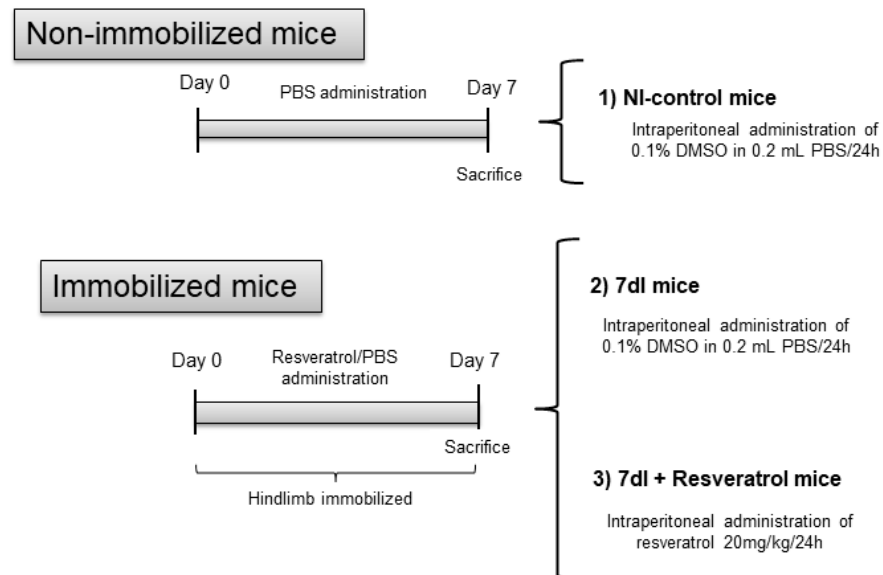 Non-immobilized mice
Day 0
PBS administration
Day 7
Sacrifice
1) NI-control mice
Intraperitoneal administration of
0.1% DMSO in 0.2 mL PBS/24h
Immobilized mice
Day 0
Resveratrol/PBS
administration
Day 7
Sacrifice
Hindlimb immobilized
2) 7dI mice
Intraperitoneal administration of
0.1% DMSO in 0.2 mL PBS/24h
3) 7dI + Resveratrol mice
Intraperitoneal administration of
resveratrol 20mg/kg/24h